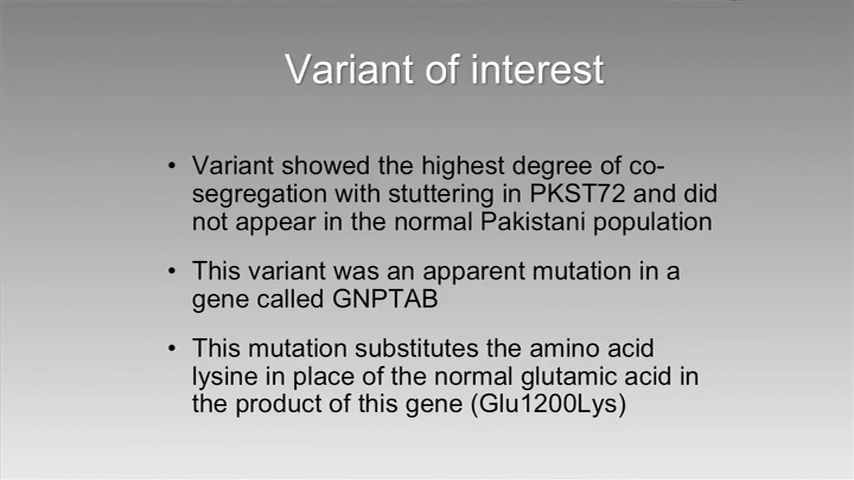 Variant of interest
• Variant showed the highest degree of co-
segregation with stuttering in PKST72 and did
not appear in the normal Pakistani population
• This variant was an apparent mutation in a
gene called GNPTAB
• This mutation substitutes the amino acid
lysine in place of the normal glutamic acid in
the product of this gene (Glu1200Lys)